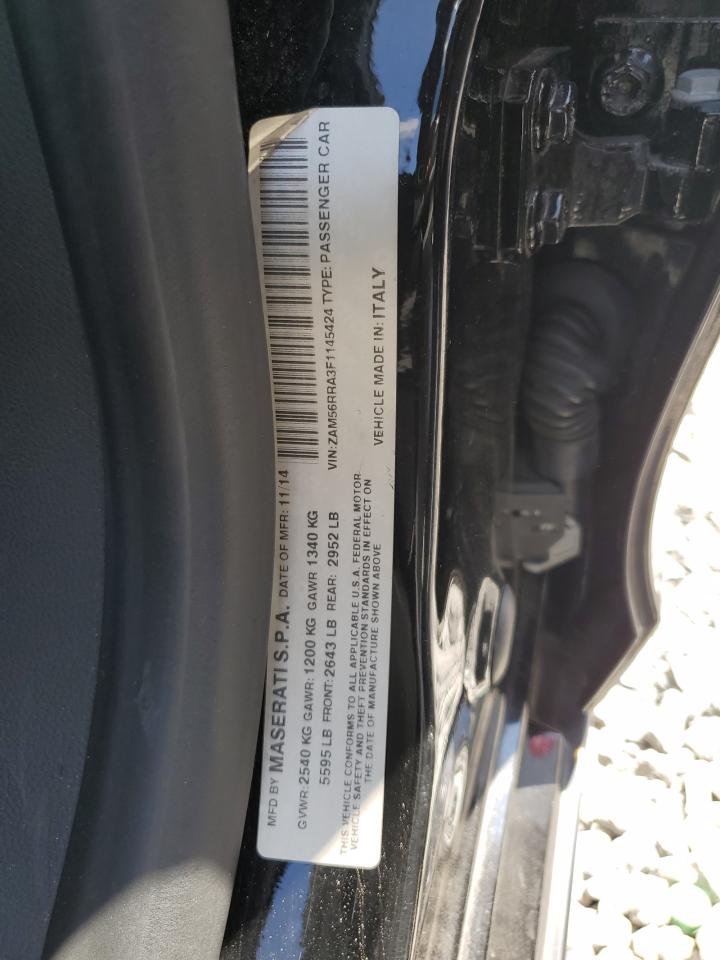 MFD BY MASERATI S.P.A. DATE OF MFR: 11/14
GVWR: 2540 KG GAWR: 1200 KG GAWR 1340 KG
5595 LB FRONT: 2643 LB REAR: 2952 LB
VIN: ZAM56RRA3F1145424 TYPE: PASSENGER CAR
THIS VEHICLE CONFORMS TO ALL APPLICABLE U.S.A. FEDERAL MOTOR
VEHICLE SAFETY AND THEFT PREVENTION STANDARDS IN EFFECT ON
THE DATE OF MANUFACTURE SHOWN ABOVE
VEHICLE MADE IN: ITALY